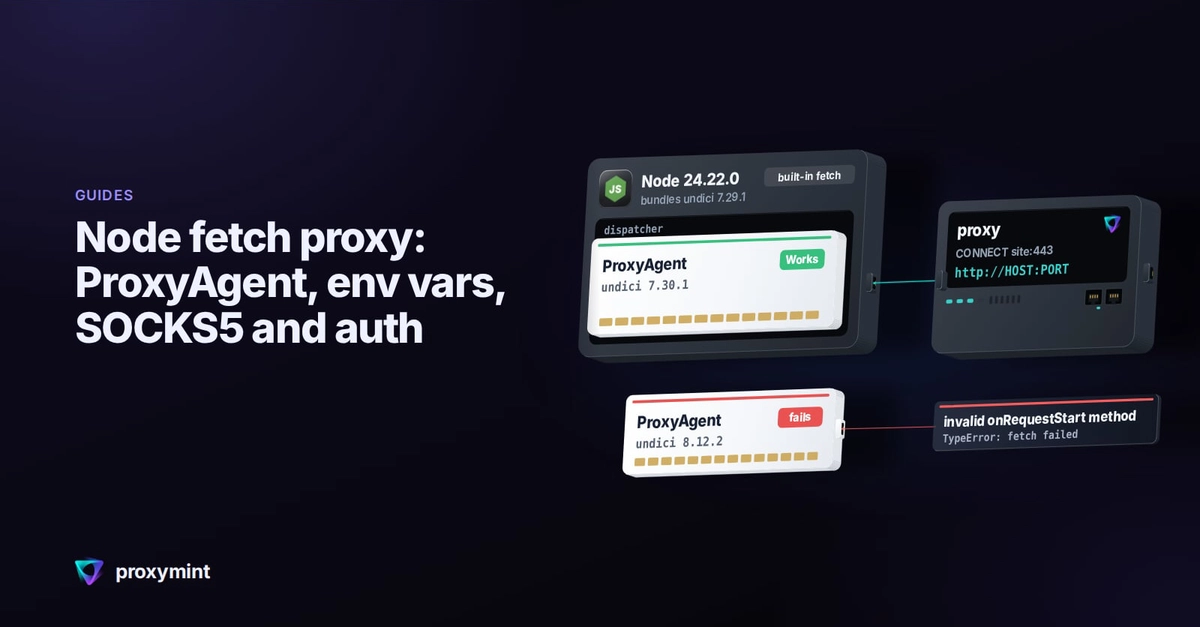 GUIDES
Node fetch proxy:
ProxyAgent, env vars,
SOCKS5 and auth
JS
Node 24.22.0
built-in fetch
bundles undici 7.29.1
dispatcher
ProxyAgent
Works
undici 7.30.1
proxy
CONNECT site:443
http://HOST:PORT
ProxyAgent
fails
undici 8.12.2
invalid onRequestStart method
TypeError: fetch failed
proxymint